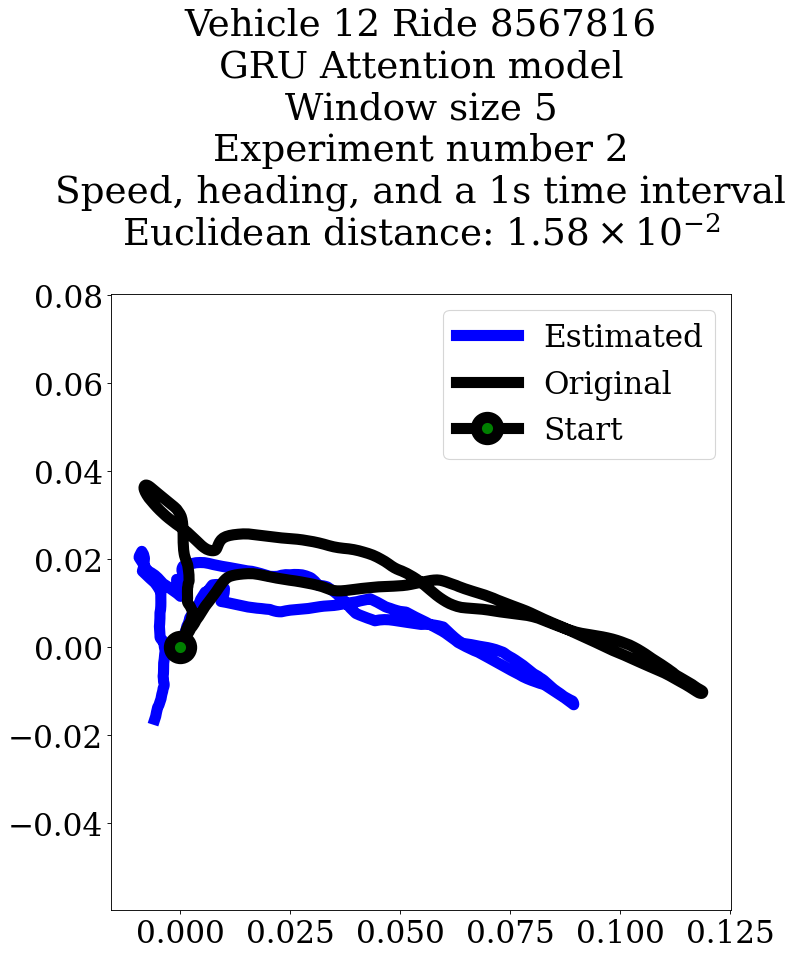 Vehicle 12 Ride 8567816
GRU Attention model
Window size 5
Experiment number 2
Speed, heading, and a 1s time interval
Euclidean distance: 1.58 × 10⁻²
Estimated
Original
Start
0.08
0.06
0.04
0.02
0.00
−0.02
−0.04
0.000 0.025 0.050 0.075 0.100 0.125